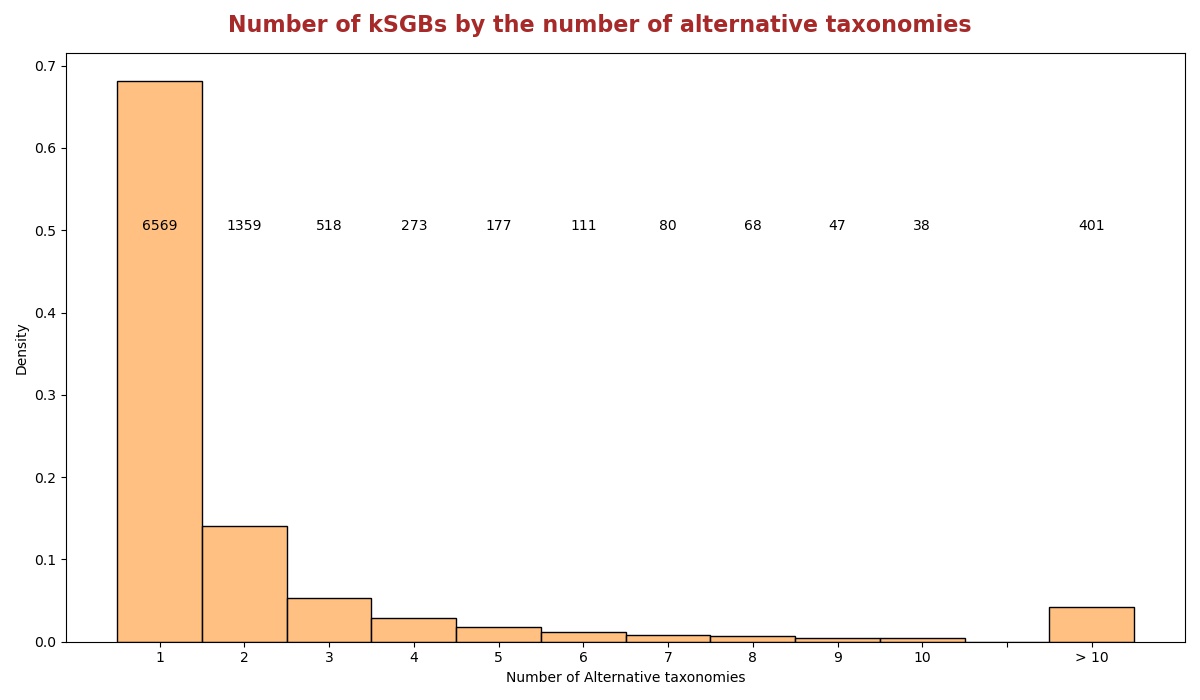 Number of kSGBs by the number of alternative taxonomies
0.7
0.6
0.5
0.4
0.3
0.2
0.1
0.0
Density
6569 1359 518 273 177 111 80 68 47 38 401
1 2 3 4 5 6 7 8 9 10 > 10
Number of Alternative taxonomies